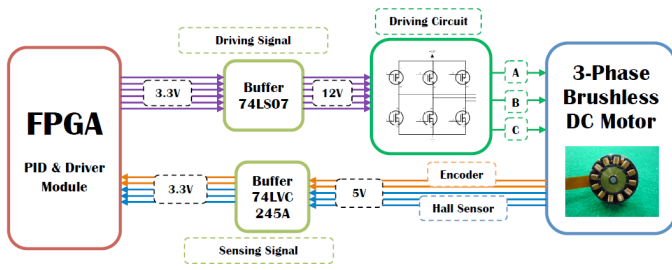 Driving Signal
Driving Circuit
FPGA
PID & Driver
Module
3.3V
Buffer
74LS07
12V
A
B
C
3-Phase
Brushless
DC Motor
3.3V
Buffer
74LVC
245A
5V
Encoder
Hall Sensor
Sensing Signal